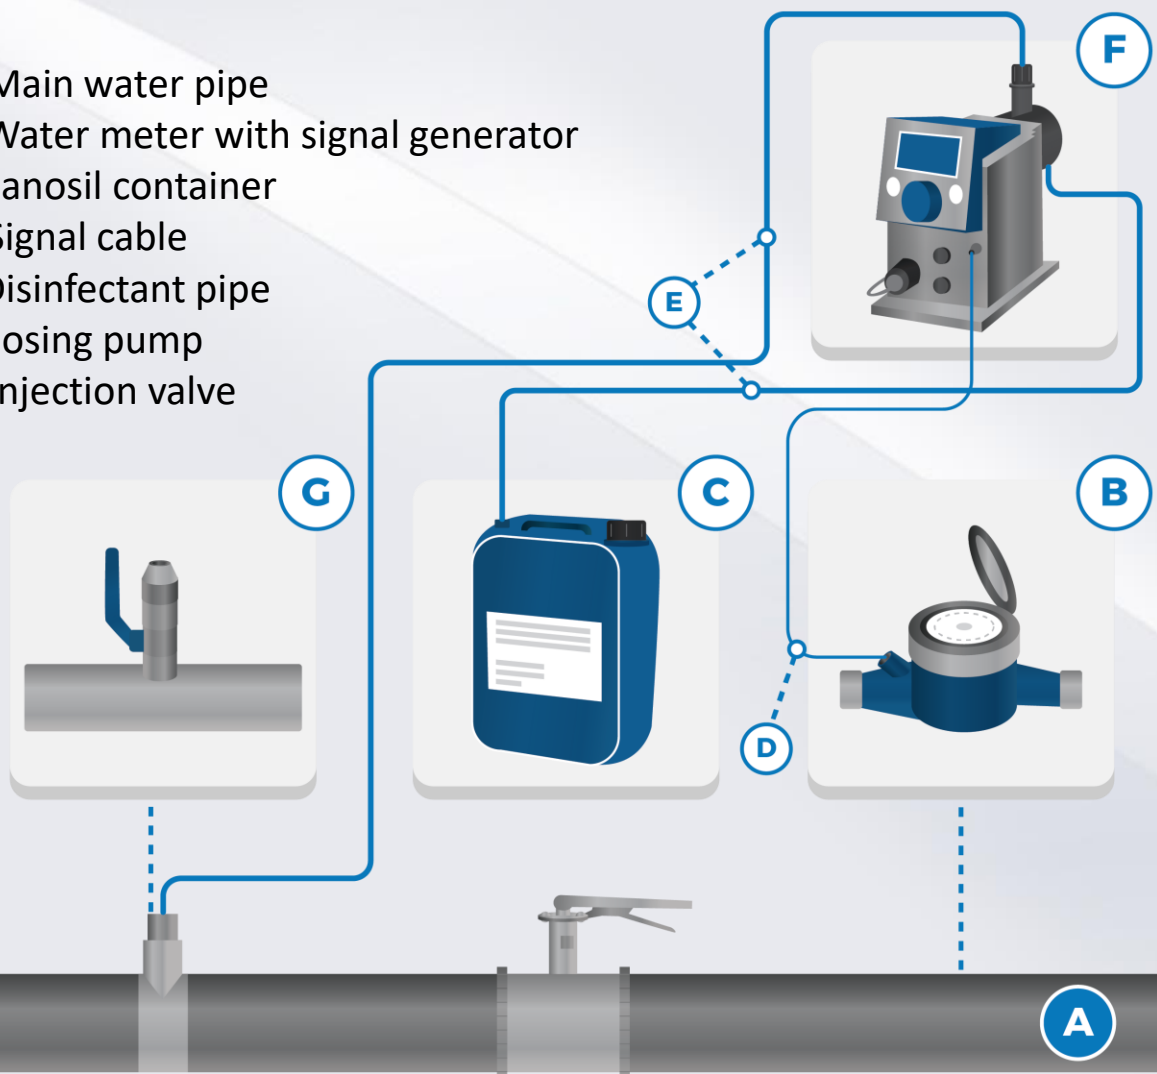 Main water pipe
Water meter with signal generator
anosil container
Signal cable
Disinfectant pipe
osing pump
njection valve
F
E
G
C
B
D
A